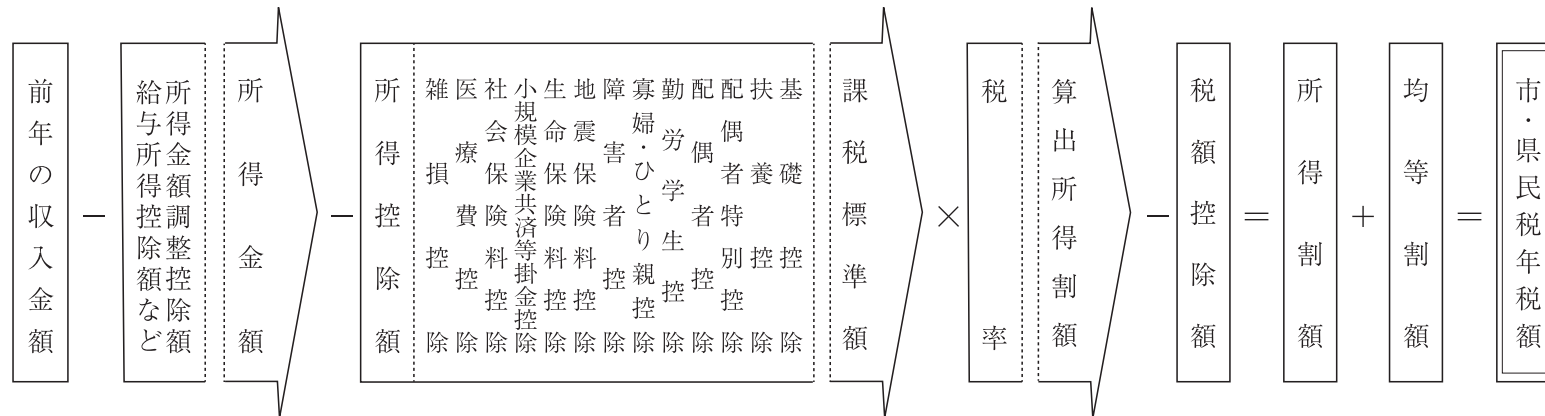 前年の収入金額
−
給与所得控除額など
所得金額調整控除額
所得金額
−
所得控除額
雑損控除
医療費控除
社会保険料控除
小規模企業共済等掛金控除
生命保険料控除
地震保険料控除
障害者控除
寡婦・ひとり親控除
勤労学生控除
配偶者控除
配偶者特別控除
扶養控除
基礎控除
課税標準額
×
税率
算出所得割額
−
税額控除額
=
所得割額
+
均等割額
=
市・県民税年税額